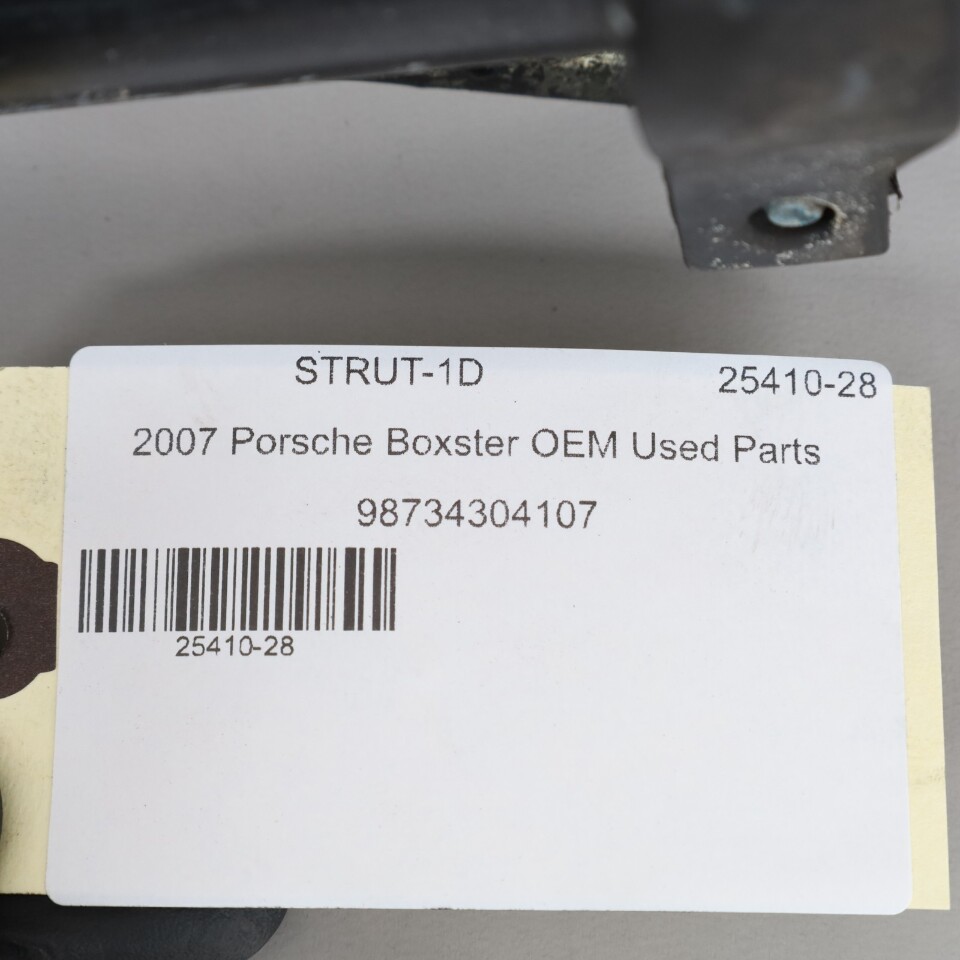 STRUT-1D 25410-28
2007 Porsche Boxster OEM Used Parts
98734304107
25410-28